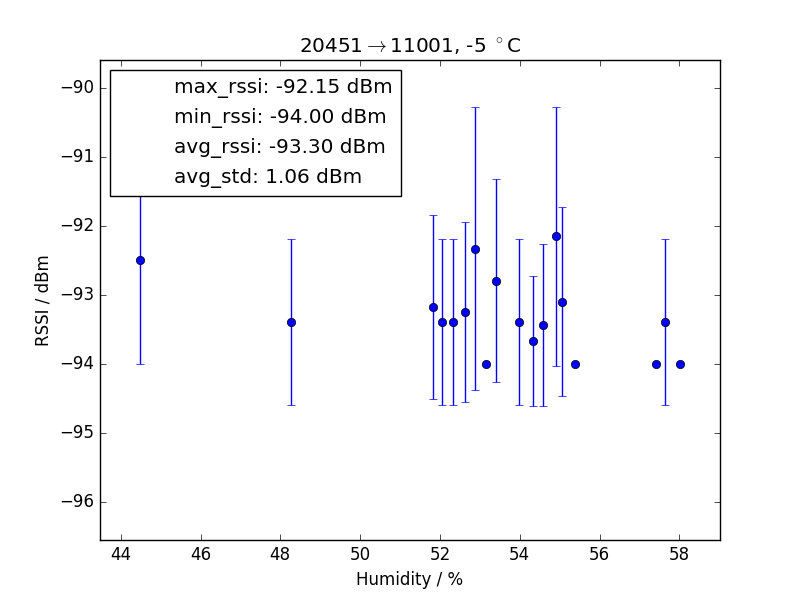 20451→11001, -5 °C
max_rssi: -92.15 dBm
min_rssi: -94.00 dBm
avg_rssi: -93.30 dBm
avg_std: 1.06 dBm
RSSI / dBm
−90
−91
−92
−93
−94
−95
−96
44 46 48 50 52 54 56 58
Humidity / %